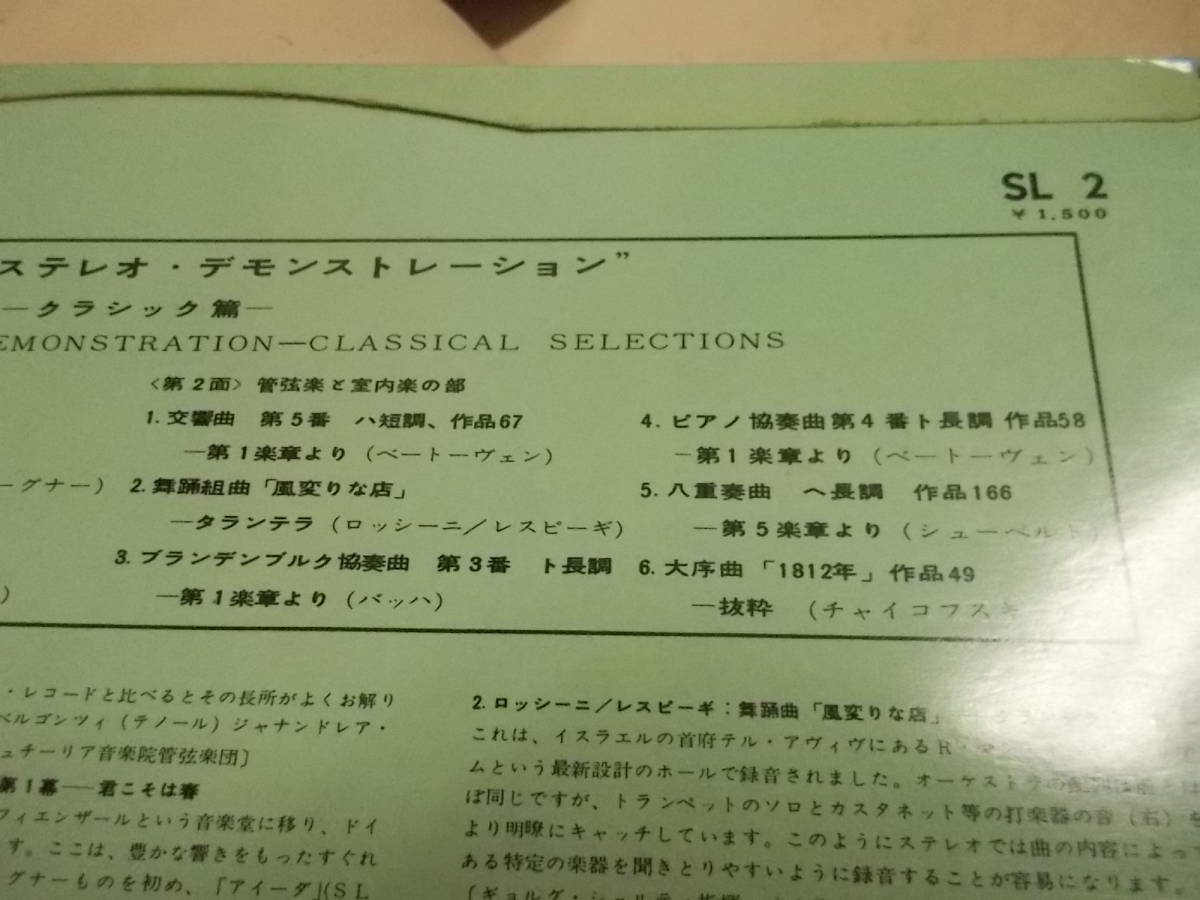 SL 2
¥1,500
ステレオ・デモンストレーション”
―クラシック篇―
EMONSTRATION―CLASSICAL SELECTIONS
〈第2面〉管弦楽と室内楽の部
1. 交響曲 第5番 ハ短調、作品67
―第1楽章より（ベートーヴェン）
ーグナー）
2. 舞踊組曲「風変りな店」
―タランテラ（ロッシーニ／レスピーギ）
3. ブランデンブルク協奏曲 第3番 ト長調
）
―第1楽章より（バッハ）
4. ピアノ協奏曲第4番ト長調 作品58
―第1楽章より（ベートーヴェン）
5. 八重奏曲 ヘ長調 作品166
―第5楽章より（シューベルト）
6. 大序曲「1812年」作品49
―抜粋（チャイコフスキー
・レコードと比べるとその長所がよくお解り
ベルゴンツィ（テノール）ジャナンドレア・
ュチーリア音楽院管弦楽団〕
第1幕――君こそは春
フィエンザールという音楽堂に移り、ドイ
す。ここは、豊かな響きをもったすぐれ
グナーものを初め、「アイーダ」（SL
2. ロッシーニ／レスピーギ：舞踊曲「風変りな店」
これは、イスラエルの首府テル・アヴィヴにあるR・マ
ムという最新設計のホールで録音されました。オーケストラの
ぼ同じですが、トランペットのソロとカスタネット等の打楽器の音（右）を
より明瞭にキャッチしています。このようにステレオでは曲の内容によっ
ある特定の楽器を聞きとりやすいように録音することが容易になります。
〔ギョルグ・ショルティ指揮